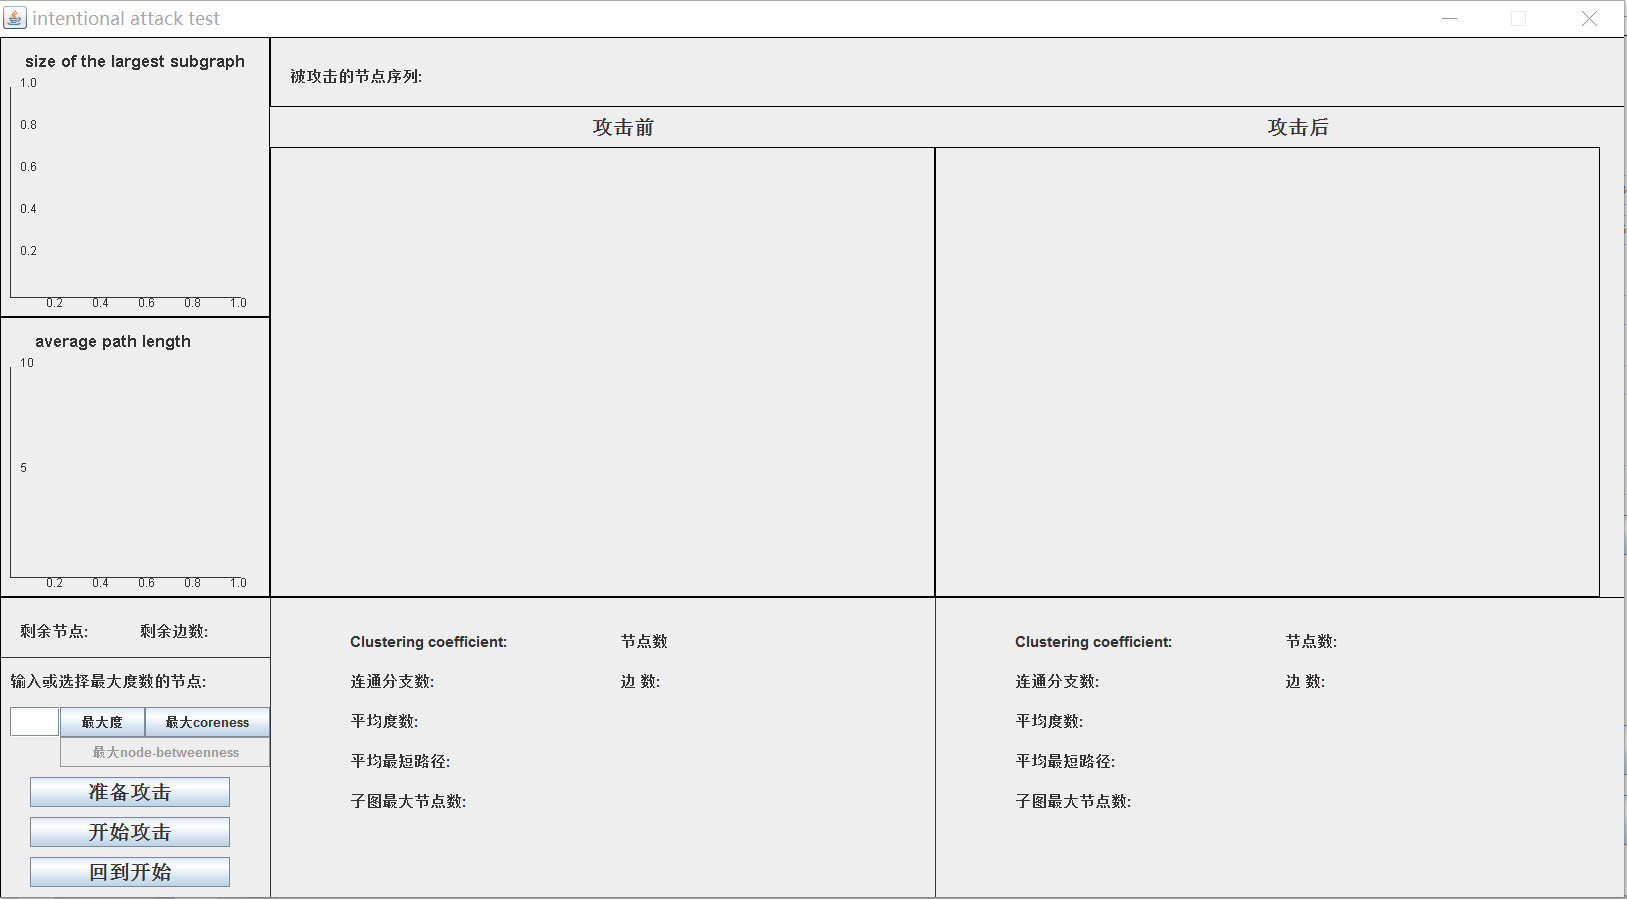 intentional attack test
size of the largest subgraph
1.0
0.8
0.6
0.4
0.2
0.2 0.4 0.6 0.8 1.0
average path length
10
5
0.2 0.4 0.6 0.8 1.0
剩余节点: 剩余边数:
输入或选择最大度数的节点:
最大度 最大coreness
最大node-betweenness
准备攻击
开始攻击
回到开始
被攻击的节点序列:
攻击前 攻击后
Clustering coefficient: 节点数
连通分支数: 边 数:
平均度数:
平均最短路径:
子图最大节点数:
Clustering coefficient: 节点数:
连通分支数: 边 数:
平均度数:
平均最短路径:
子图最大节点数: